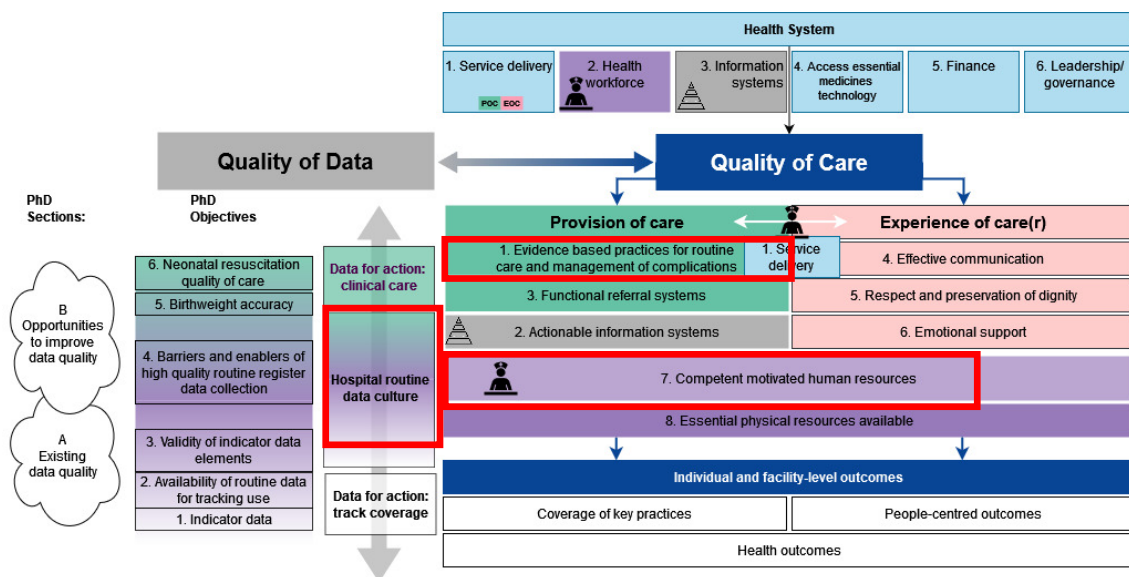 Health System
1. Service delivery
POC EOC
2. Health
workforce
3. Information
systems
4. Access essential
medicines
technology
5. Finance
6. Leadership/
governance
Quality of Data
Quality of Care
PhD
Sections:
PhD
Objectives
Provision of care
Experience of care(r)
B
Opportunities
to improve
data quality
A
Existing
data quality
6. Neonatal resuscitation
quality of care
5. Birthweight accuracy
4. Barriers and enablers of
high quality routine register
data collection
3. Validity of indicator data
elements
2. Availability of routine data
for tracking use
1. Indicator data
Data for action:
clinical care
Hospital routine
data culture
Data for action:
track coverage
1. Evidence based practices for routine
care and management of complications
1. Service
delivery
4. Effective communication
3. Functional referral systems
5. Respect and preservation of dignity
2. Actionable information systems
6. Emotional support
7. Competent motivated human resources
8. Essential physical resources available
Individual and facility-level outcomes
Coverage of key practices
People-centred outcomes
Health outcomes